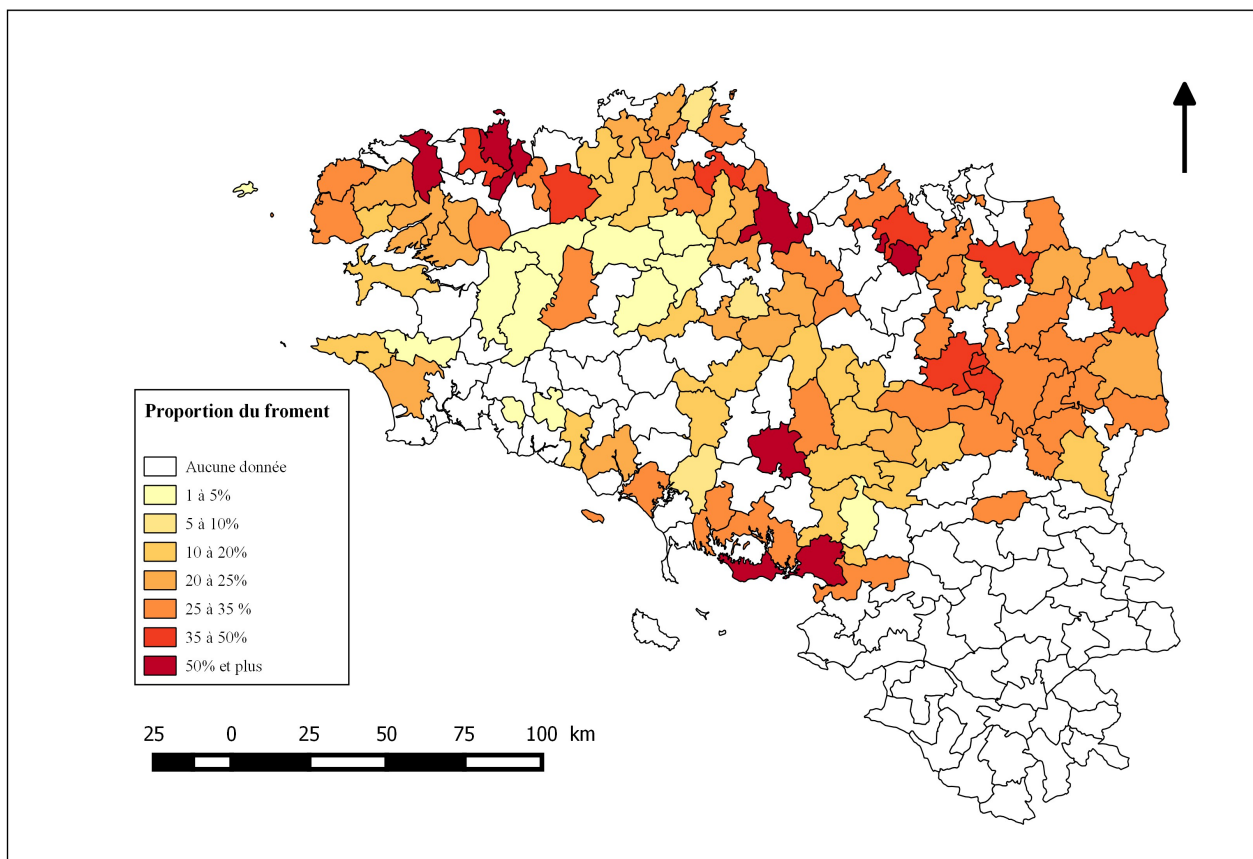 Proportion du froment
Aucune donnée
1 à 5%
5 à 10%
10 à 20%
20 à 25%
25 à 35 %
35 à 50%
50% et plus
25 0 25 50 75 100 km